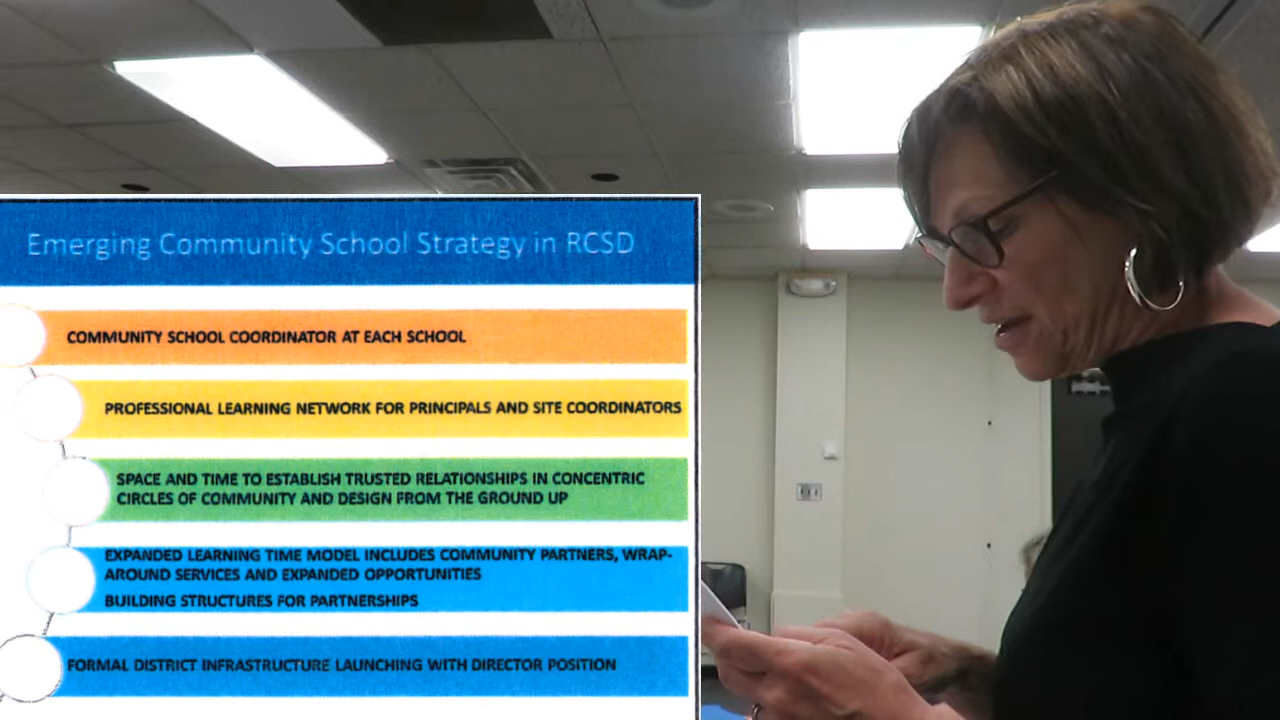 Emerging Community School Strategy in RCSD
COMMUNITY SCHOOL COORDINATOR AT EACH SCHOOL
PROFESSIONAL LEARNING NETWORK FOR PRINCIPALS AND SITE COORDINATORS
SPACE AND TIME TO ESTABLISH TRUSTED RELATIONSHIPS IN CONCENTRIC
CIRCLES OF COMMUNITY AND DESIGN FROM THE GROUND UP
EXPANDED LEARNING TIME MODEL INCLUDES COMMUNITY PARTNERS, WRAP-
AROUND SERVICES AND EXPANDED OPPORTUNITIES
BUILDING STRUCTURES FOR PARTNERSHIPS
FORMAL DISTRICT INFRASTRUCTURE LAUNCHING WITH DIRECTOR POSITION